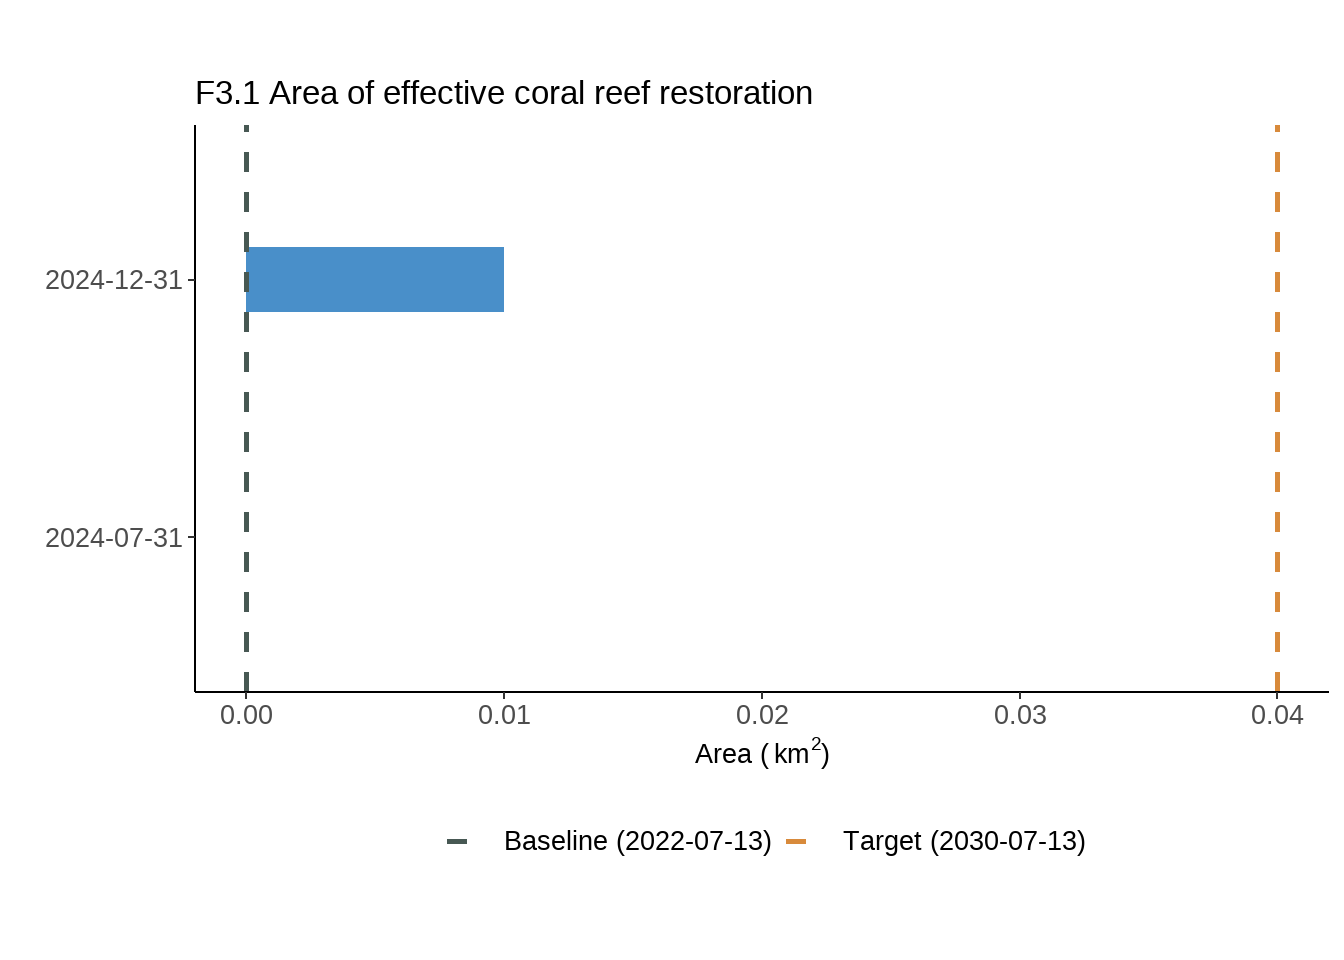 F3.1 Area of effective coral reef restoration
2024-12-31
2024-07-31
0.00 0.01 0.02 0.03 0.04
Area (km²)
Baseline (2022-07-13) Target (2030-07-13)